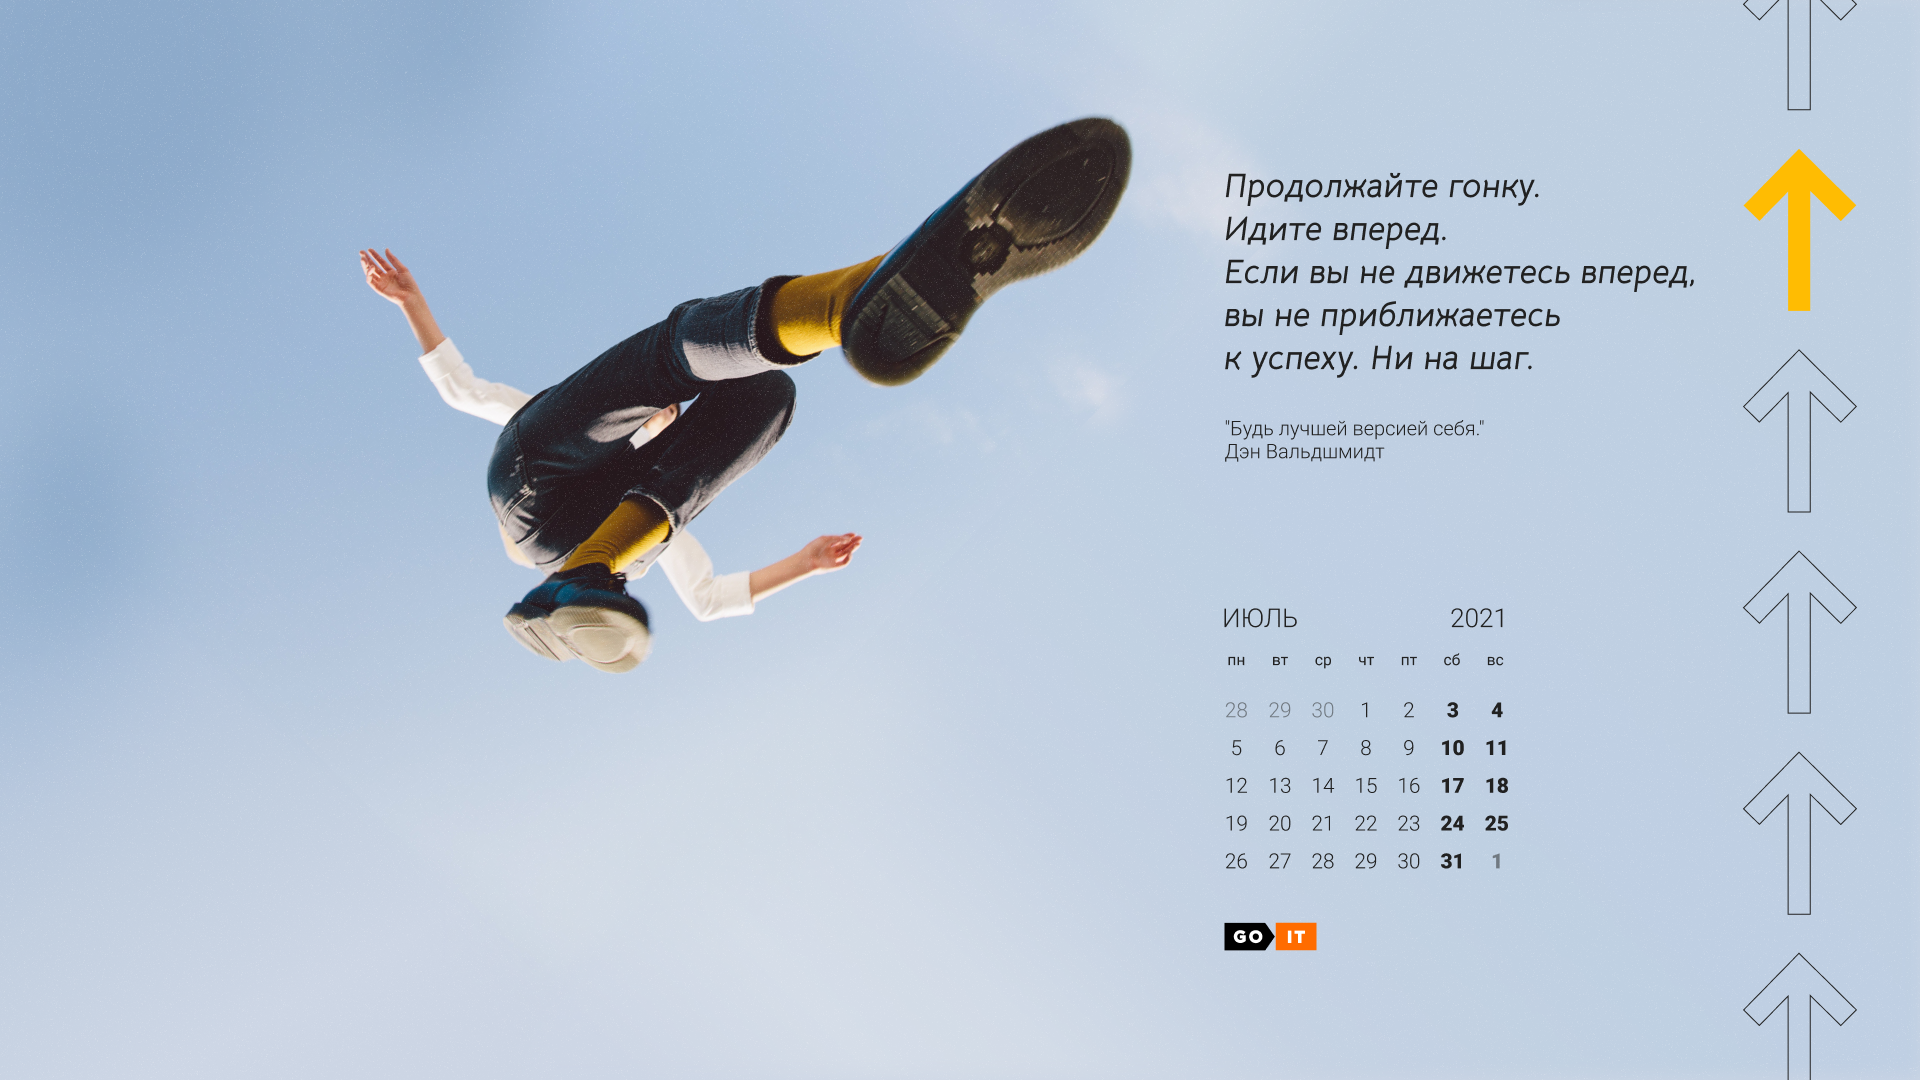 Продолжайте гонку.
Идите вперед.
Если вы не движетесь вперед,
вы не приближаетесь
к успеху. Ни на шаг.
"Будь лучшей версией себя."
Дэн Вальдшмидт
ИЮЛЬ 2021
пн вт ср чт пт сб вс
28 29 30 1 2 3 4
5 6 7 8 9 10 11
12 13 14 15 16 17 18
19 20 21 22 23 24 25
26 27 28 29 30 31 1
GO IT